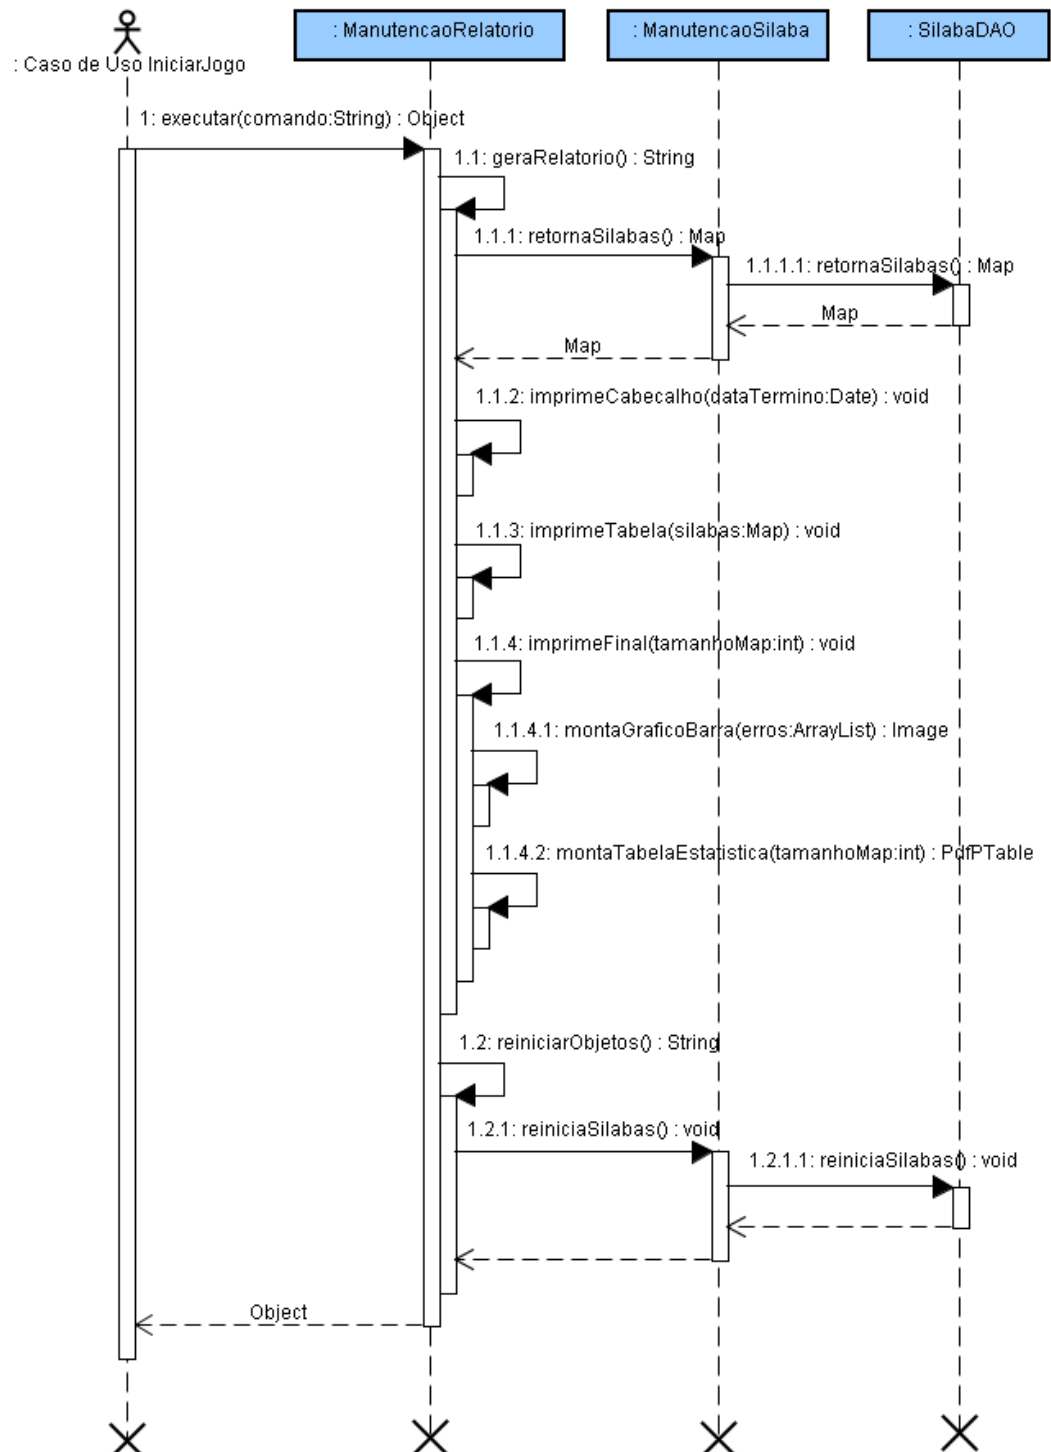 : ManutencaoRelatorio
: ManutencaoSilaba
: SilabaDAO
: Caso de Uso IniciarJogo
1: executar(comando:String) : Object
1.1: geraRelatorio() : String
1.1.1: retornaSilabas() : Map
1.1.1.1: retornaSilabas() : Map
Map
Map
1.1.2: imprimeCabecalho(dataTermino:Date) : void
1.1.3: imprimeTabela(silabas:Map) : void
1.1.4: imprimeFinal(tamanhoMap:int) : void
1.1.4.1: montaGraficoBarra(erros:ArrayList) : Image
1.1.4.2: montaTabelaEstatistica(tamanhoMap:int) : PdfPTable
1.2: reiniciarObjetos() : String
1.2.1: reiniciaSilabas() : void
1.2.1.1: reiniciaSilabas() : void
Object